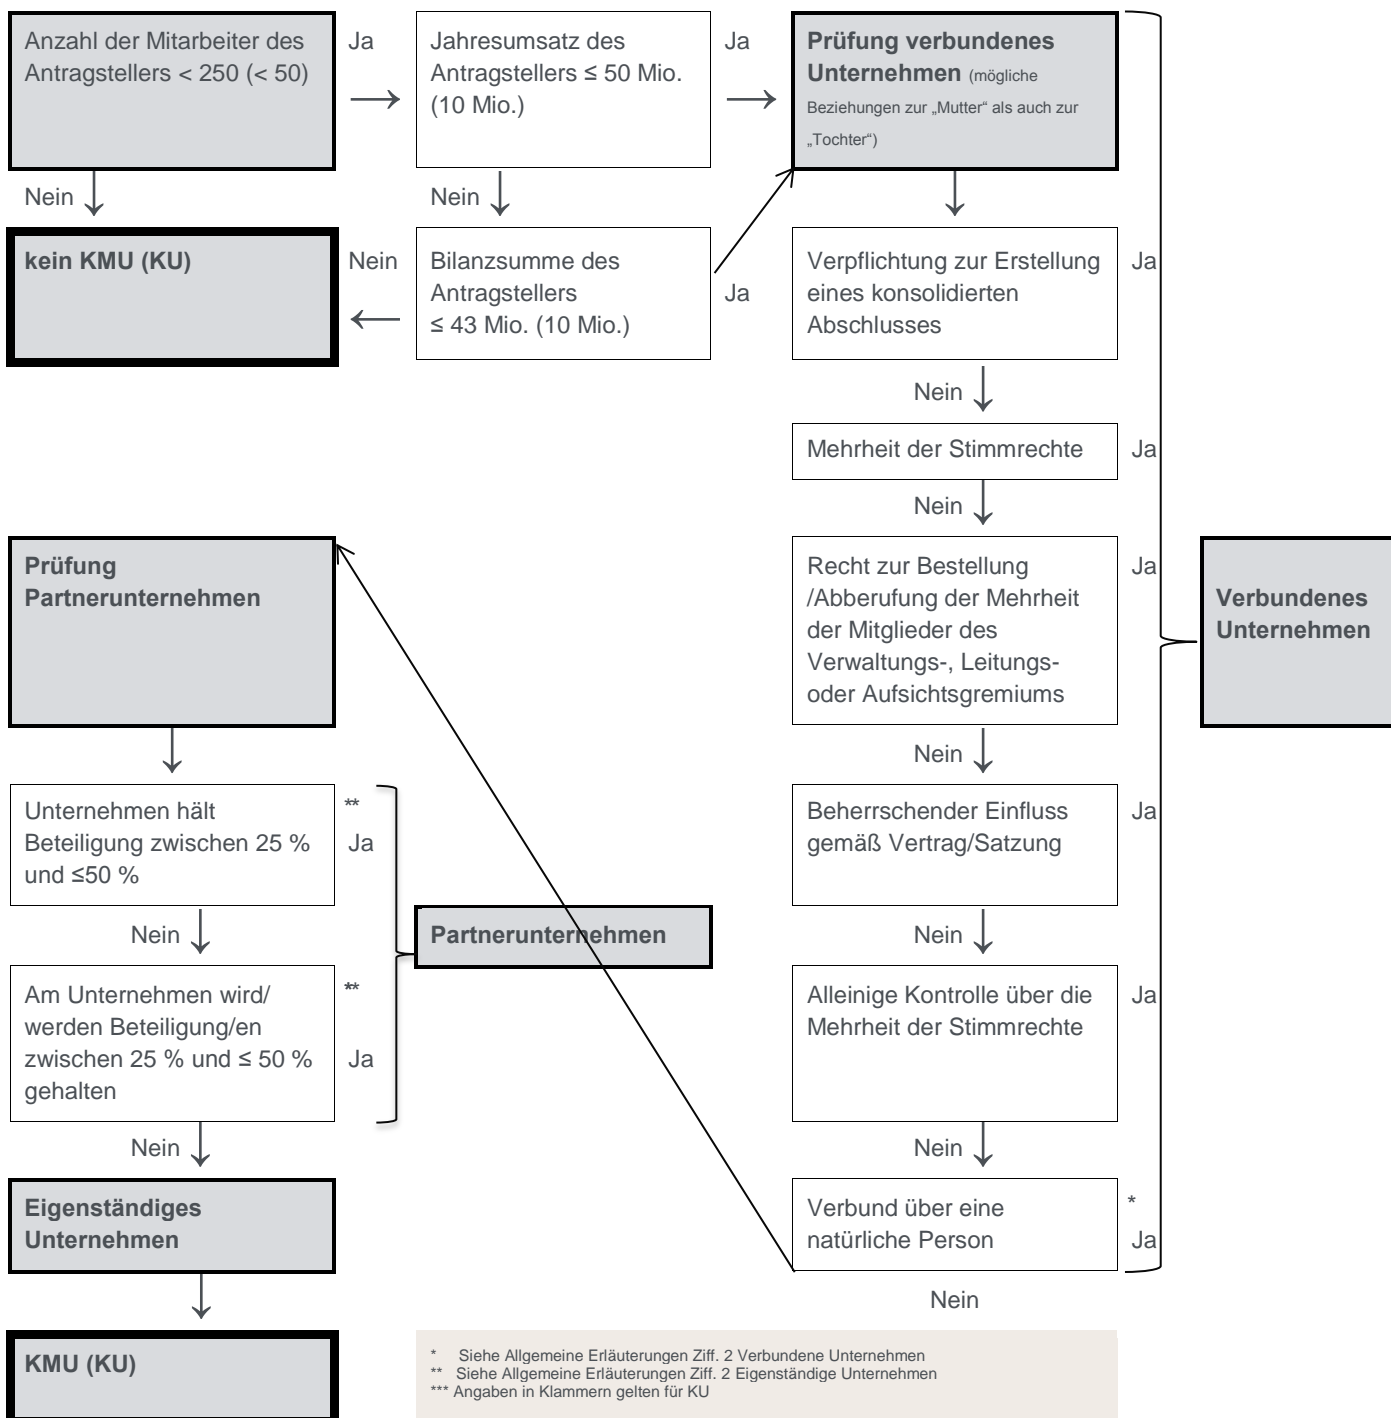 Anzahl der Mitarbeiter des
Antragstellers < 250 (< 50)
Ja
Jahresumsatz des
Antragstellers ≤ 50 Mio.
(10 Mio.)
Ja
Prüfung verbundenes
Unternehmen (mögliche
Beziehungen zur „Mutter“ als auch zur
„Tochter“)
Nein
Nein
kein KMU (KU)
Nein
Bilanzsumme des
Antragstellers
≤ 43 Mio. (10 Mio.)
Ja
Verpflichtung zur Erstellung
eines konsolidierten
Abschlusses
Ja
Nein
Mehrheit der Stimmrechte
Ja
Nein
Recht zur Bestellung
/Abberufung der Mehrheit
der Mitglieder des
Verwaltungs-, Leitungs-
oder Aufsichtsgremiums
Ja
Verbundenes
Unternehmen
Nein
Beherrschender Einfluss
gemäß Vertrag/Satzung
Ja
Nein
Alleinige Kontrolle über die
Mehrheit der Stimmrechte
Ja
Nein
Verbund über eine
natürliche Person
*
Ja
Nein
Prüfung
Partnerunternehmen
Unternehmen hält
Beteiligung zwischen 25 %
und ≤50 %
**
Ja
Nein
Partnerunternehmen
Am Unternehmen wird/
werden Beteiligung/en
zwischen 25 % und ≤ 50 %
gehalten
**
Ja
Nein
Eigenständiges
Unternehmen
KMU (KU)
* Siehe Allgemeine Erläuterungen Ziff. 2 Verbundene Unternehmen
** Siehe Allgemeine Erläuterungen Ziff. 2 Eigenständige Unternehmen
*** Angaben in Klammern gelten für KU